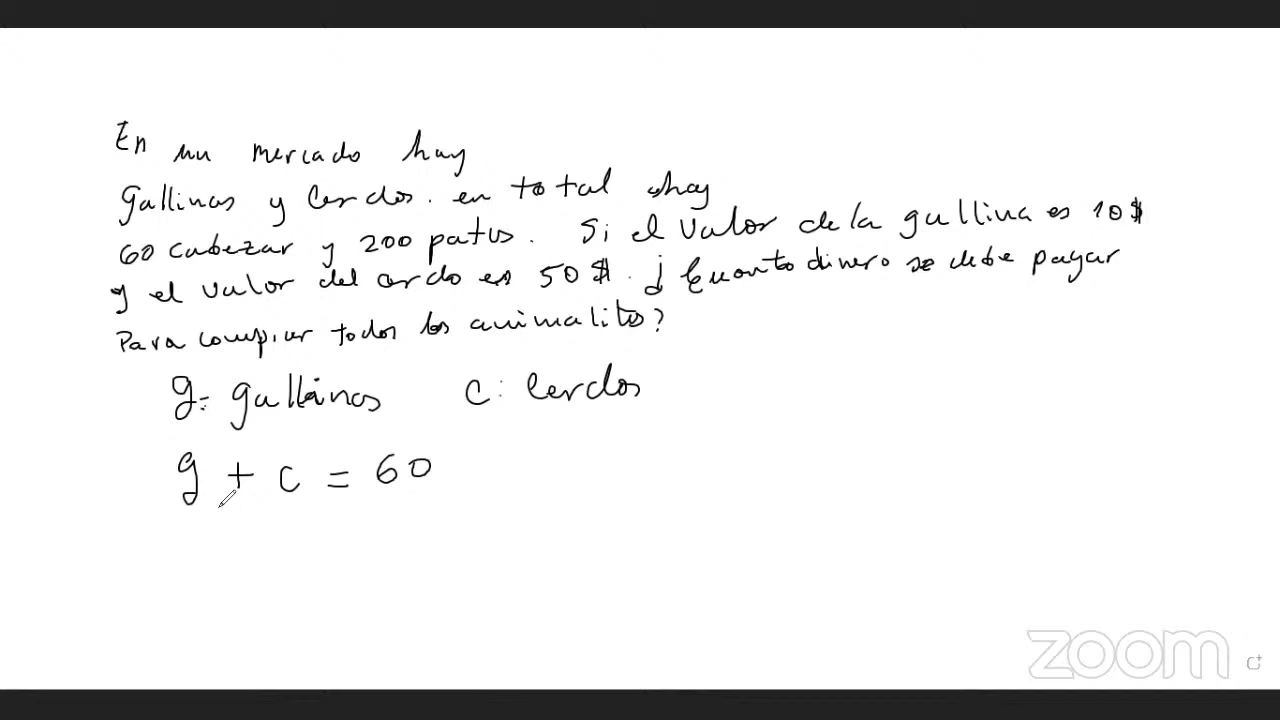 En un mercado hay
gallinas y cerdos. en total hay
60 cabezas y 200 patas. Si el valor de la gallina es 10$
y el valor del cerdo es 50$. ¿Cuanto dinero se debe pagar
Para comprar todos los animalitos?
g: gallinas c: cerdos
g + c = 60
zoom